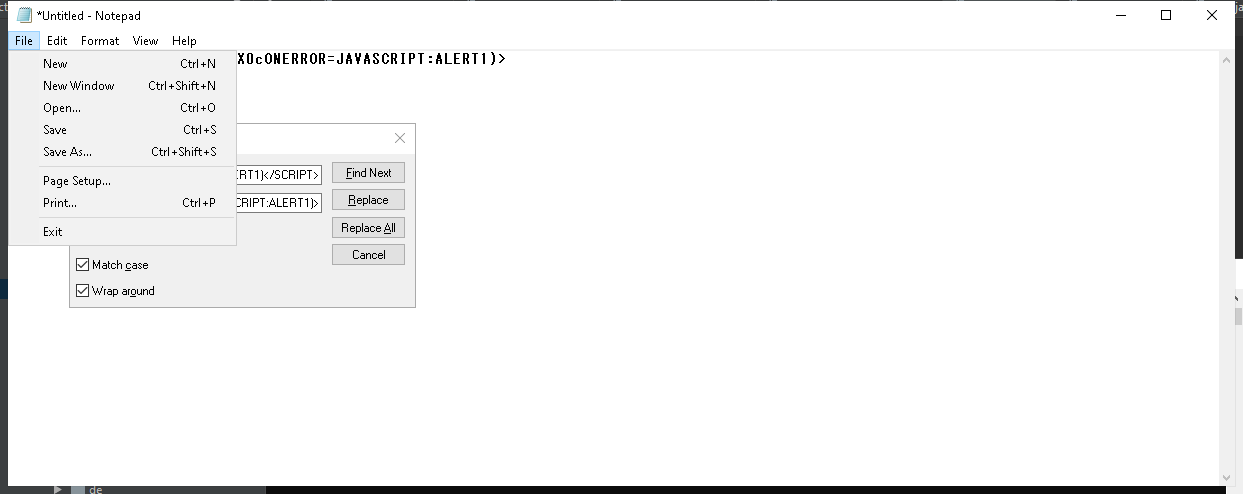 *Untitled - Notepad
File Edit Format View Help
XOcONERROR=JAVASCRIPT:ALERT1)>
New Ctrl+N
New Window Ctrl+Shift+N
Open... Ctrl+O
Save Ctrl+S
Save As... Ctrl+Shift+S
Page Setup...
Print... Ctrl+P
Exit
ERT1)</SCRIPT>
Find Next
CRIPT:ALERT1)>
Replace
Replace All
Cancel
Match case
Wrap around
de